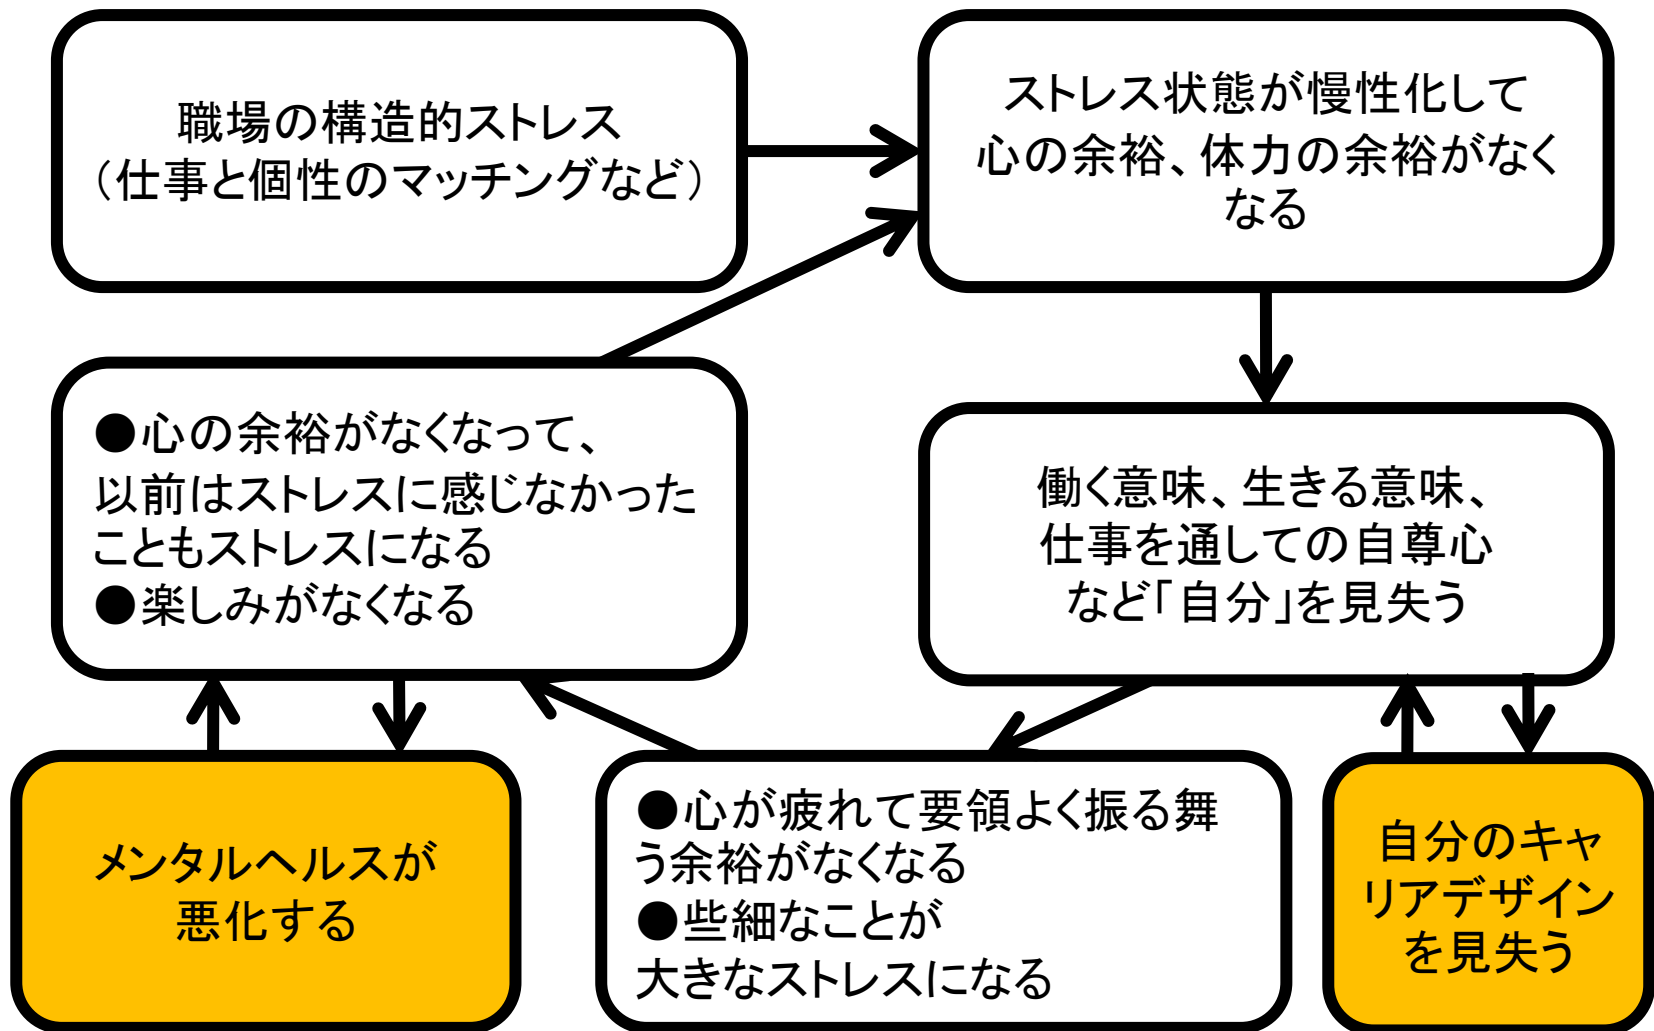 職場の構造的ストレス
（仕事と個性のマッチングなど）
ストレス状態が慢性化して
心の余裕、体力の余裕がなく
なる
●心の余裕がなくなって、
以前はストレスに感じなかった
こともストレスになる
●楽しみがなくなる
働く意味、生きる意味、
仕事を通しての自尊心
など「自分」を見失う
メンタルヘルスが
悪化する
●心が疲れて要領よく振る舞
う余裕がなくなる
●些細なことが
大きなストレスになる
自分のキャ
リアデザイン
を見失う